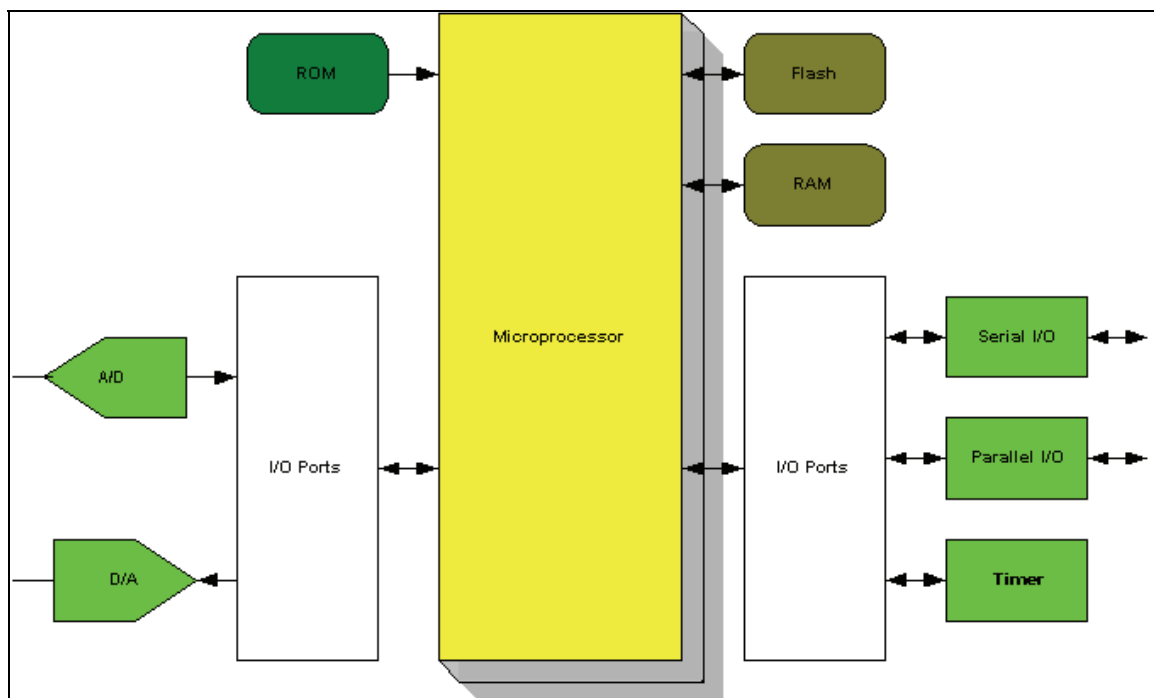 ROM
Flash
RAM
Microprocessor
Serial I/O
A/D
Parallel I/O
I/O Ports
I/O Ports
D/A
Timer